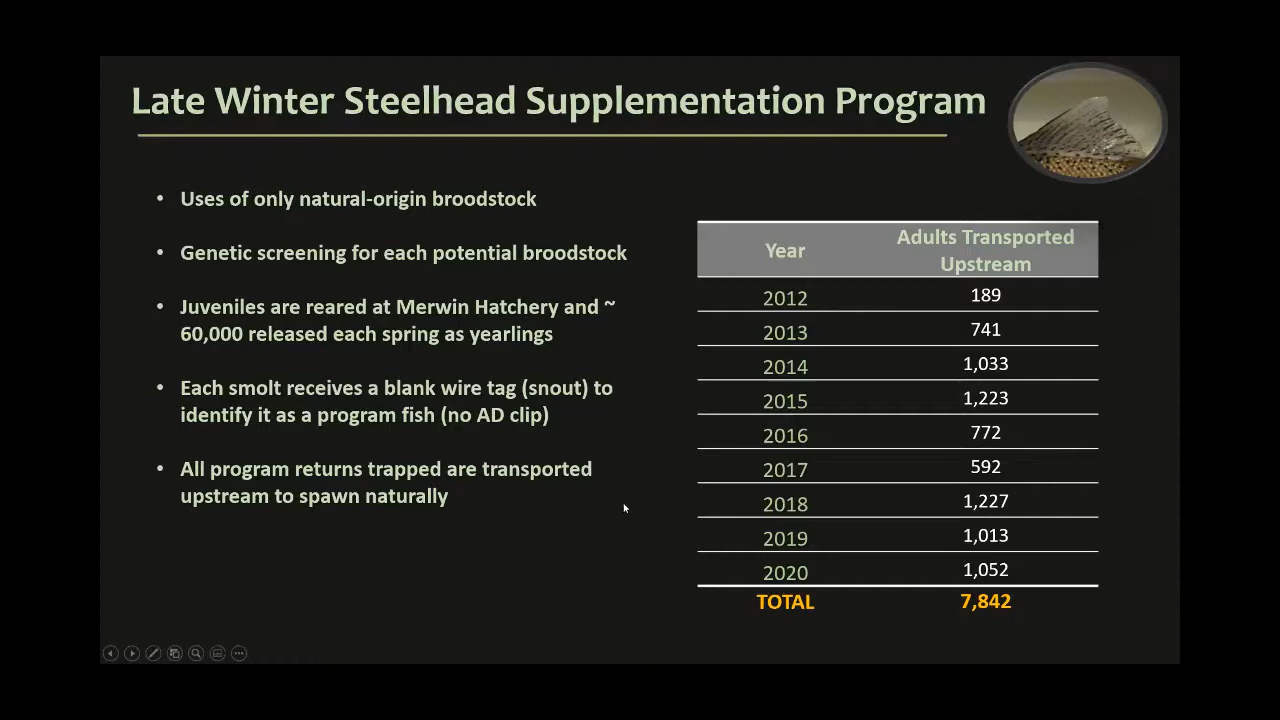 Late Winter Steelhead Supplementation Program
• Uses of only natural-origin broodstock
• Genetic screening for each potential broodstock
• Juveniles are reared at Merwin Hatchery and ~
60,000 released each spring as yearlings
• Each smolt receives a blank wire tag (snout) to
identify it as a program fish (no AD clip)
• All program returns trapped are transported
upstream to spawn naturally
Year Adults Transported
Upstream
2012 189
2013 741
2014 1,033
2015 1,223
2016 772
2017 592
2018 1,227
2019 1,013
2020 1,052
TOTAL 7,842